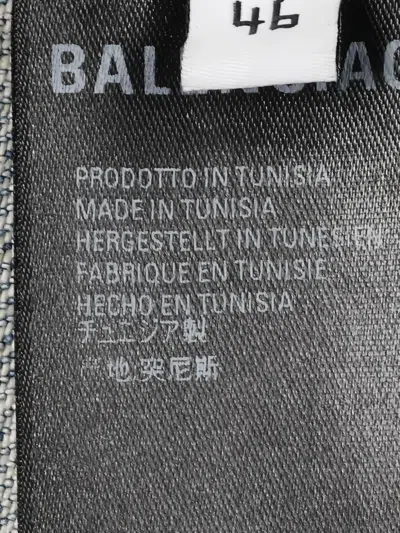 46
PRODOTTO IN TUNISIA
MADE IN TUNISIA
HERGESTELLT IN TUNESIEN
FABRIQUE EN TUNISIE
HECHO EN TUNISIA
チュニジア製
地:突尼斯